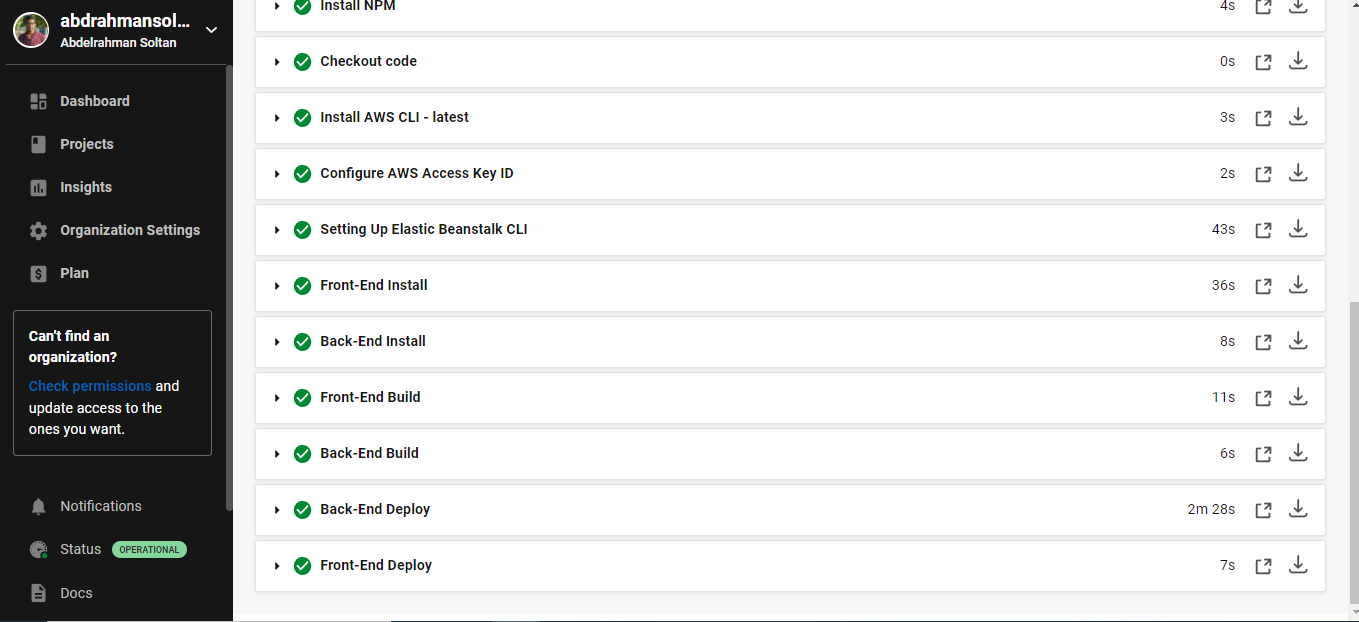 abdrahmansol...
Abdelrahman Soltan
Dashboard
Projects
Insights
Organization Settings
Plan
Can't find an
organization?
Check permissions and
update access to the
ones you want.
Notifications
Status OPERATIONAL
Docs
Install NPM 4s
Checkout code 0s
Install AWS CLI - latest 3s
Configure AWS Access Key ID 2s
Setting Up Elastic Beanstalk CLI 43s
Front-End Install 36s
Back-End Install 8s
Front-End Build 11s
Back-End Build 6s
Back-End Deploy 2m 28s
Front-End Deploy 7s